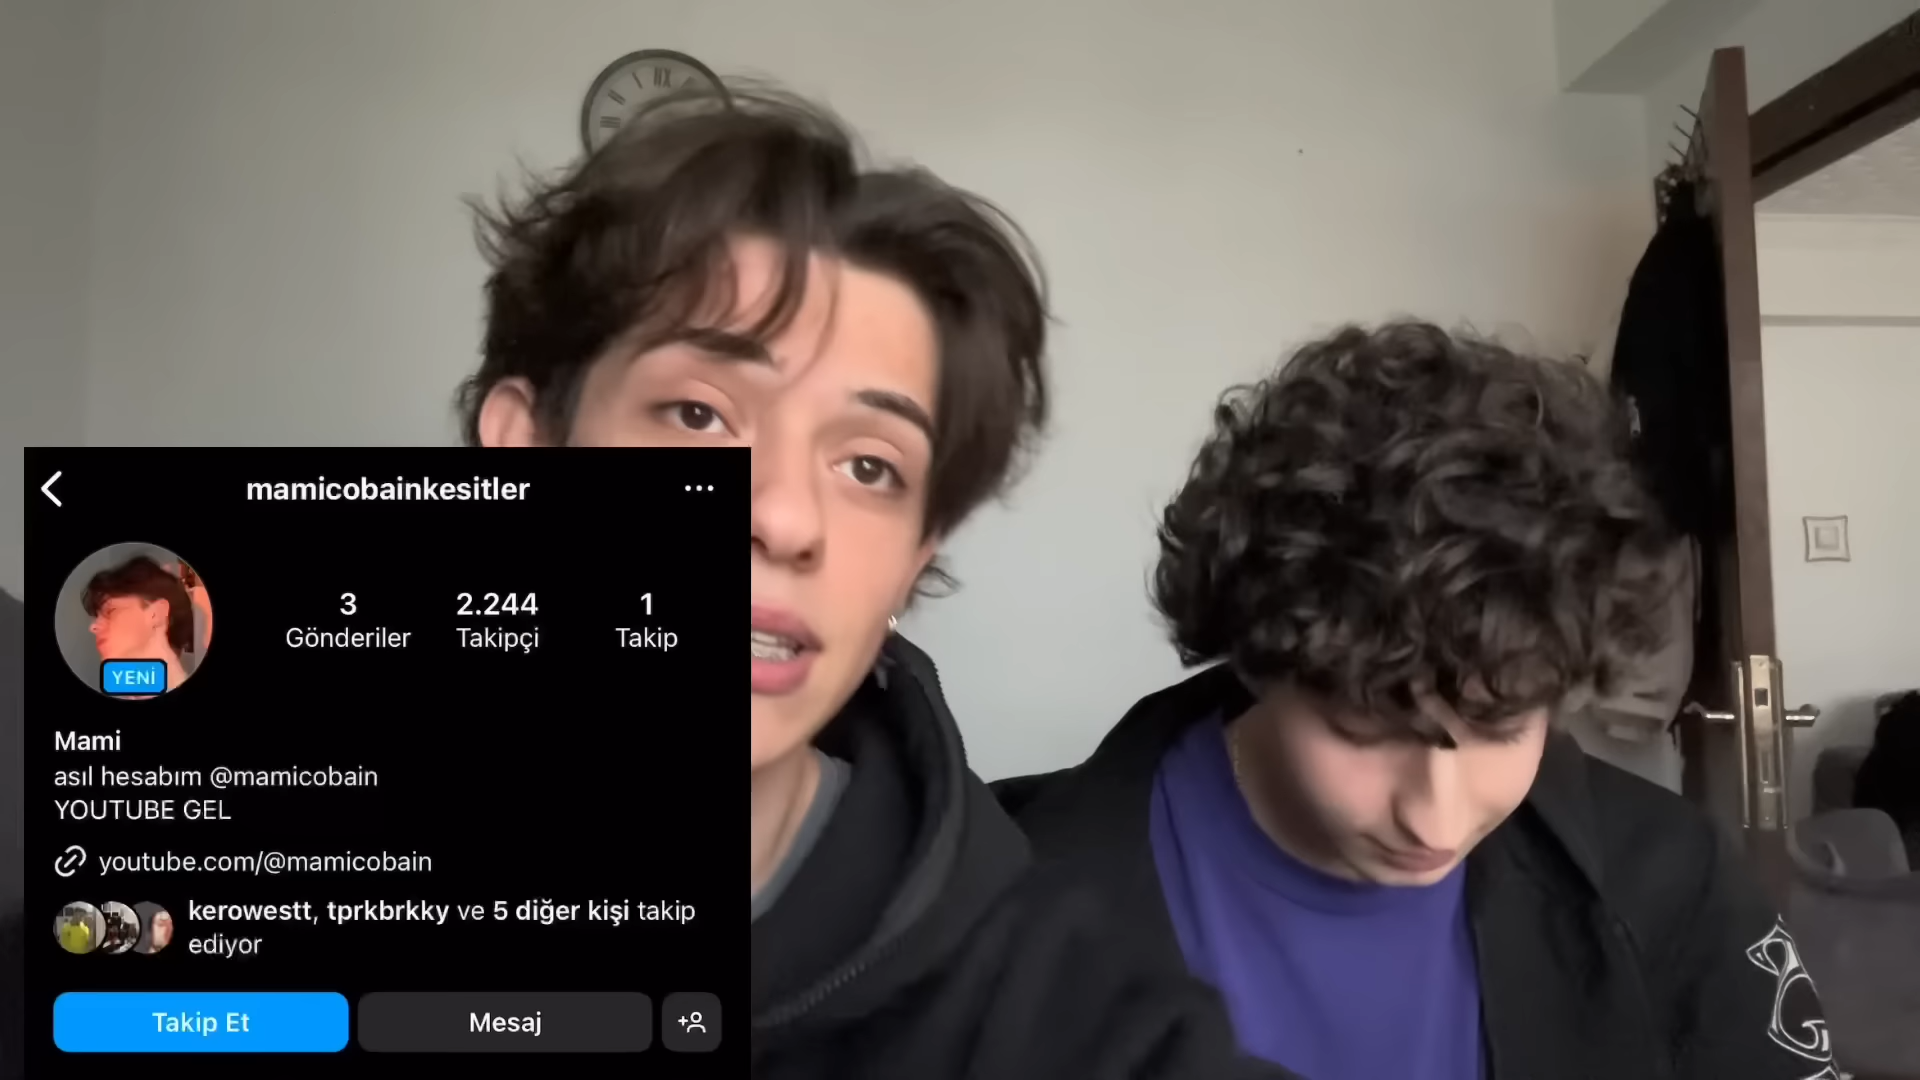 mamicobainkesitler
3
Gönderiler
2.244
Takipçi
1
Takip
YENİ
Mami
asıl hesabım @mamicobain
YOUTUBE GEL
youtube.com/@mamicobain
kerowestt, tprkbrkky ve 5 diğer kişi takip
ediyor
Takip Et
Mesaj